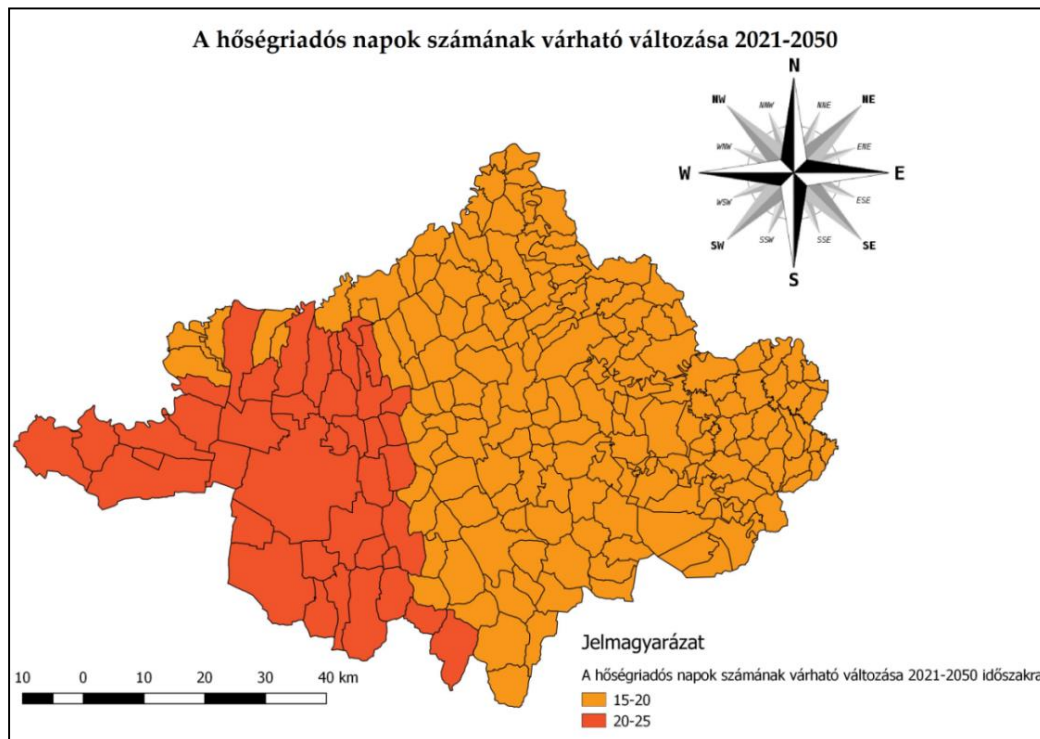 A hőségriadós napok számának várható változása 2021-2050
N
NNW
NNE
NW
NE
WNW
ENE
W
E
WSW
ESE
SW
SE
SSW
SSE
S
Jelmagyarázat
A hőségriadós napok számának várható változása 2021-2050 időszakra
15-20
20-25
10 0 10 20 30 40 km